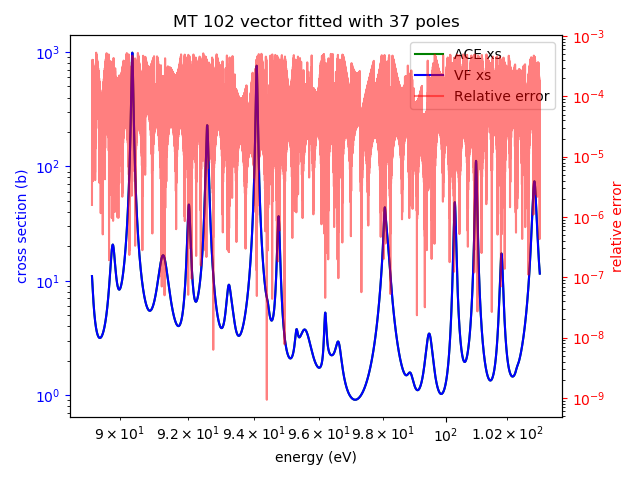 MT 102 vector fitted with 37 poles
ACE xs
VF xs
Relative error
cross section (b)
10³
10²
10¹
10⁰
10⁻³
10⁻⁴
10⁻⁵
10⁻⁶
10⁻⁷
10⁻⁸
10⁻⁹
relative error
9 × 10¹ 9.2 × 10¹ 9.4 × 10¹ 9.6 × 10¹ 9.8 × 10¹ 10² 1.02 × 10²
energy (eV)